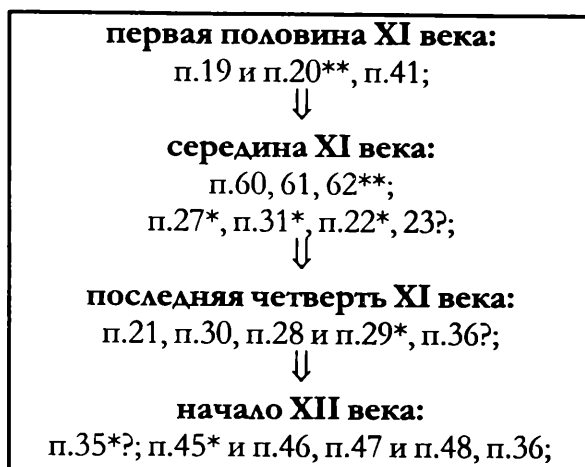 первая половина XI века:
п.19 и п.20**, п.41;
⇓
середина XI века:
п.60, 61, 62**;
п.27*, п.31*, п.22*, 23?;
⇓
последняя четверть XI века:
п.21, п.30, п.28 и п.29*, п.36?;
⇓
начало XII века:
п.35*?; п.45* и п.46, п.47 и п.48, п.36;